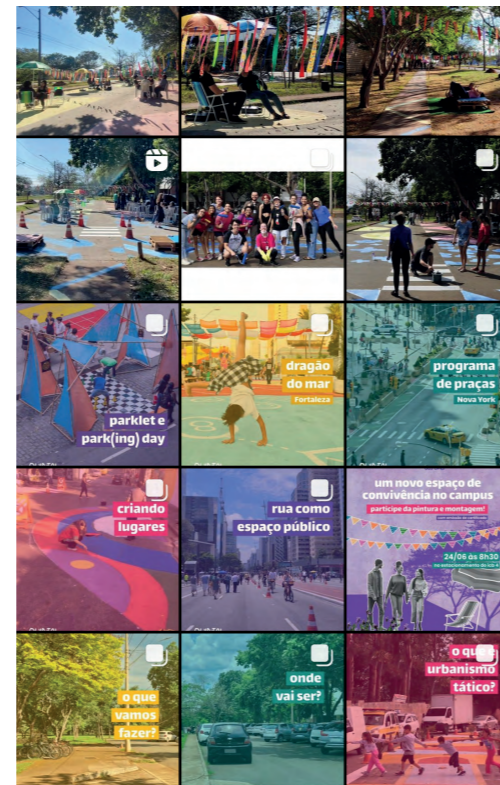 parklet e
park(ing) day
dragão
do mar
Fortaleza
programa
de praças
Nova York
criando
lugares
rua como
espaço público
um novo espaço de
convivência no campus
participe da pintura e montagem!
24/06 às 8h30
o que
vamos
fazer?
onde
vai ser?
o que é
urbanismo
tático?